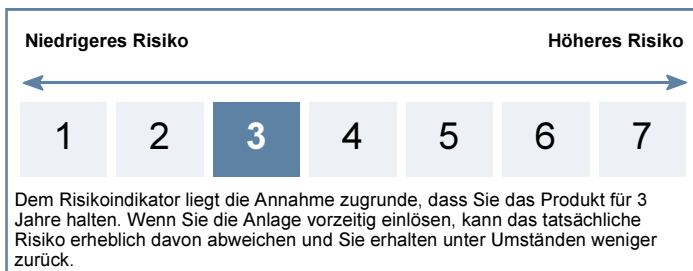 Niedrigeres Risiko Höheres Risiko
1 2 3 4 5 6 7
Dem Risikoindikator liegt die Annahme zugrunde, dass Sie das Produkt für 3
Jahre halten. Wenn Sie die Anlage vorzeitig einlösen, kann das tatsächliche
Risiko erheblich davon abweichen und Sie erhalten unter Umständen weniger
zurück.